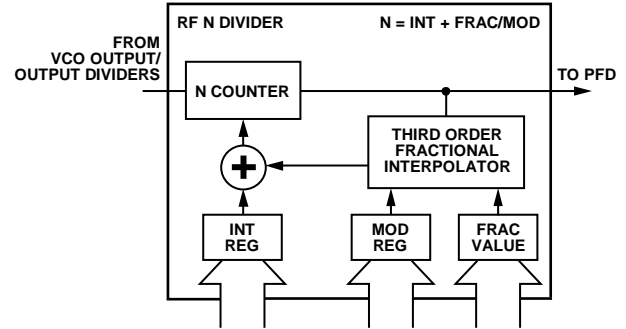 RF N DIVIDER
N = INT + FRAC/MOD
FROM
VCO OUTPUT/
OUTPUT DIVIDERS
N COUNTER
TO PFD
THIRD ORDER
FRACTIONAL
INTERPOLATOR
+
INT
REG
MOD
REG
FRAC
VALUE